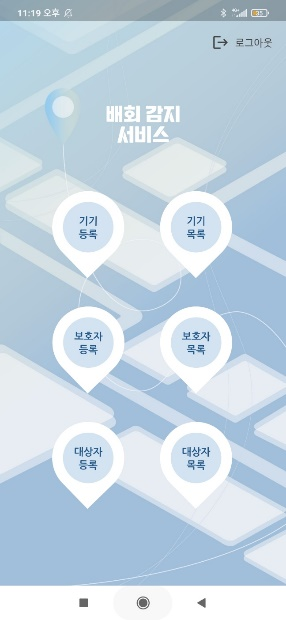 11:19 오후
로그아웃
배회 감지
서비스
기기
등록
기기
목록
보호자
등록
보호자
목록
대상자
등록
대상자
목록